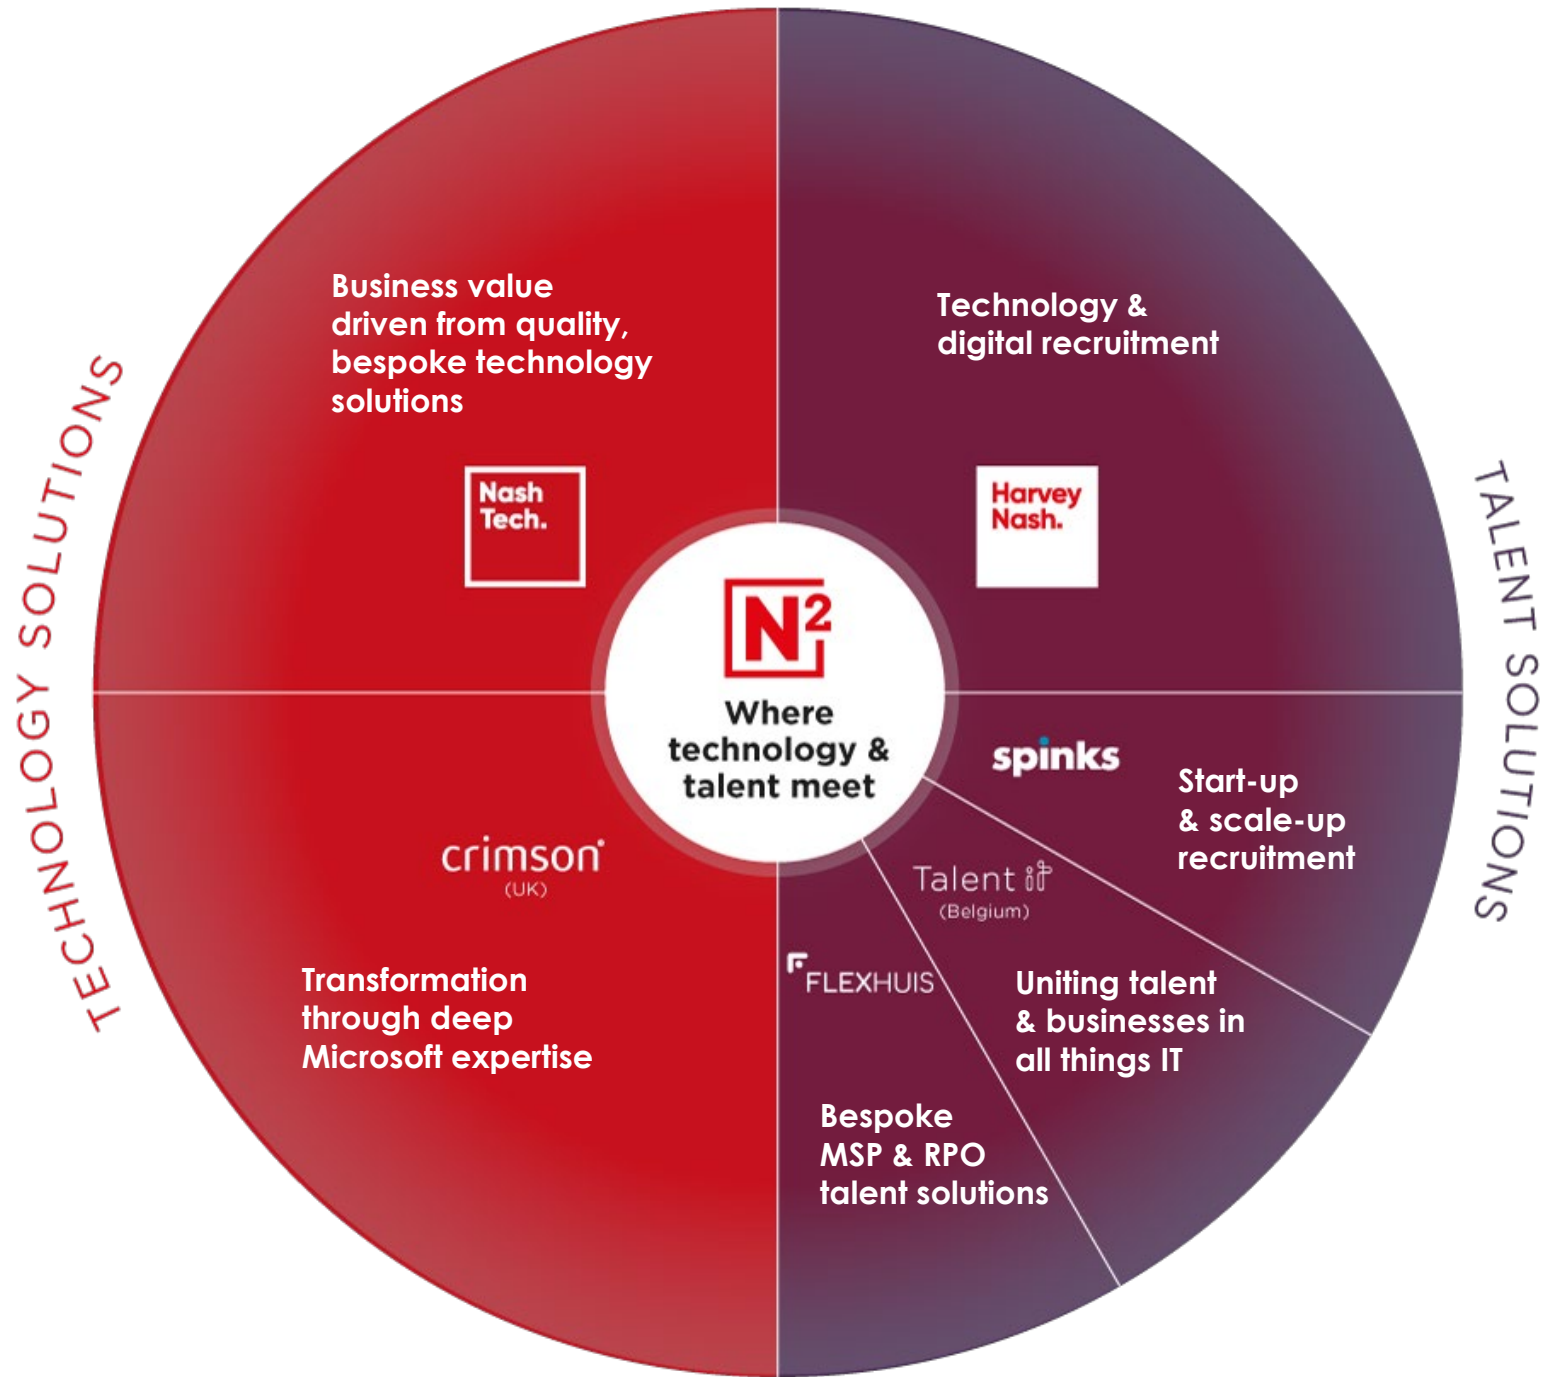 TECHNOLOGY SOLUTIONS
Business value
driven from quality,
bespoke technology
solutions
Nash
Tech.
Technology &
digital recruitment
Harvey
Nash.
TALENT SOLUTIONS
N²
Where
technology &
talent meet
crimson
(UK)
Transformation
through deep
Microsoft expertise
spinks
Start-up
& scale-up
recruitment
Talent it
(Belgium)
Uniting talent
& businesses in
all things IT
FLEXHUIS
Bespoke
MSP & RPO
talent solutions